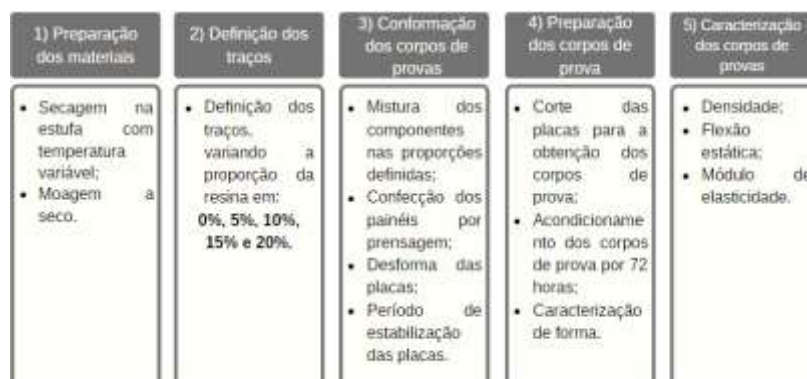 1) Preparação
dos materiais
• Secagem na
estufa com
temperatura
variável;
• Moagem a
seco.
2) Definição dos
traços
• Definição dos
traços,
variando a
proporção da
resina em:
0%, 5%, 10%,
15% e 20%.
3) Conformação
dos corpos de
provas
• Mistura dos
componentes
nas proporções
definidas;
• Confecção dos
painéis por
prensagem;
• Desforma das
placas;
• Período de
estabilização
das placas.
4) Preparação
dos corpos de
prova
• Corte das
placas para a
obtenção dos
corpos de
prova;
• Acondicioname
nto dos corpos
de prova por 72
horas;
• Caracterização
de forma.
5) Caracterização
dos corpos de
provas
• Densidade;
• Flexão
estática;
• Módulo de
elasticidade.